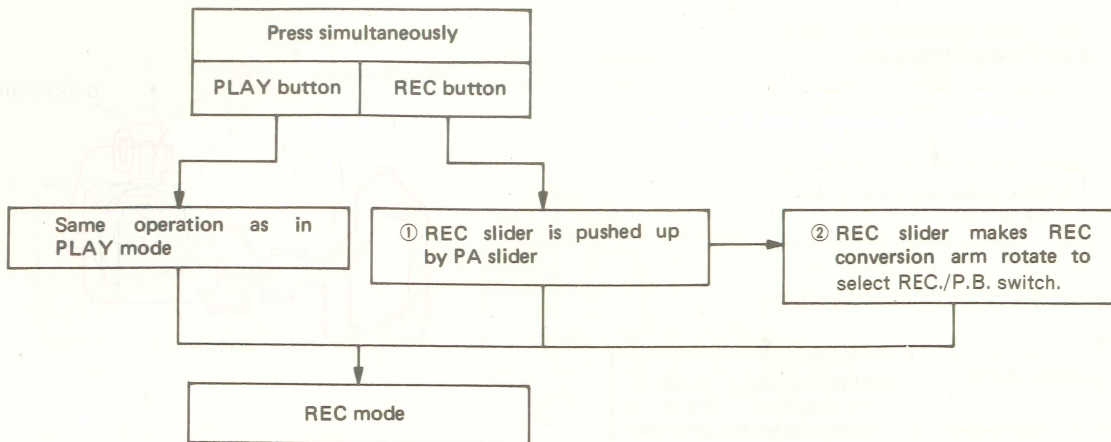 Press simultaneously
PLAY button
REC button
Same operation as in
PLAY mode
① REC slider is pushed up
by PA slider
② REC slider makes REC
conversion arm rotate to
select REC./P.B. switch.
REC mode